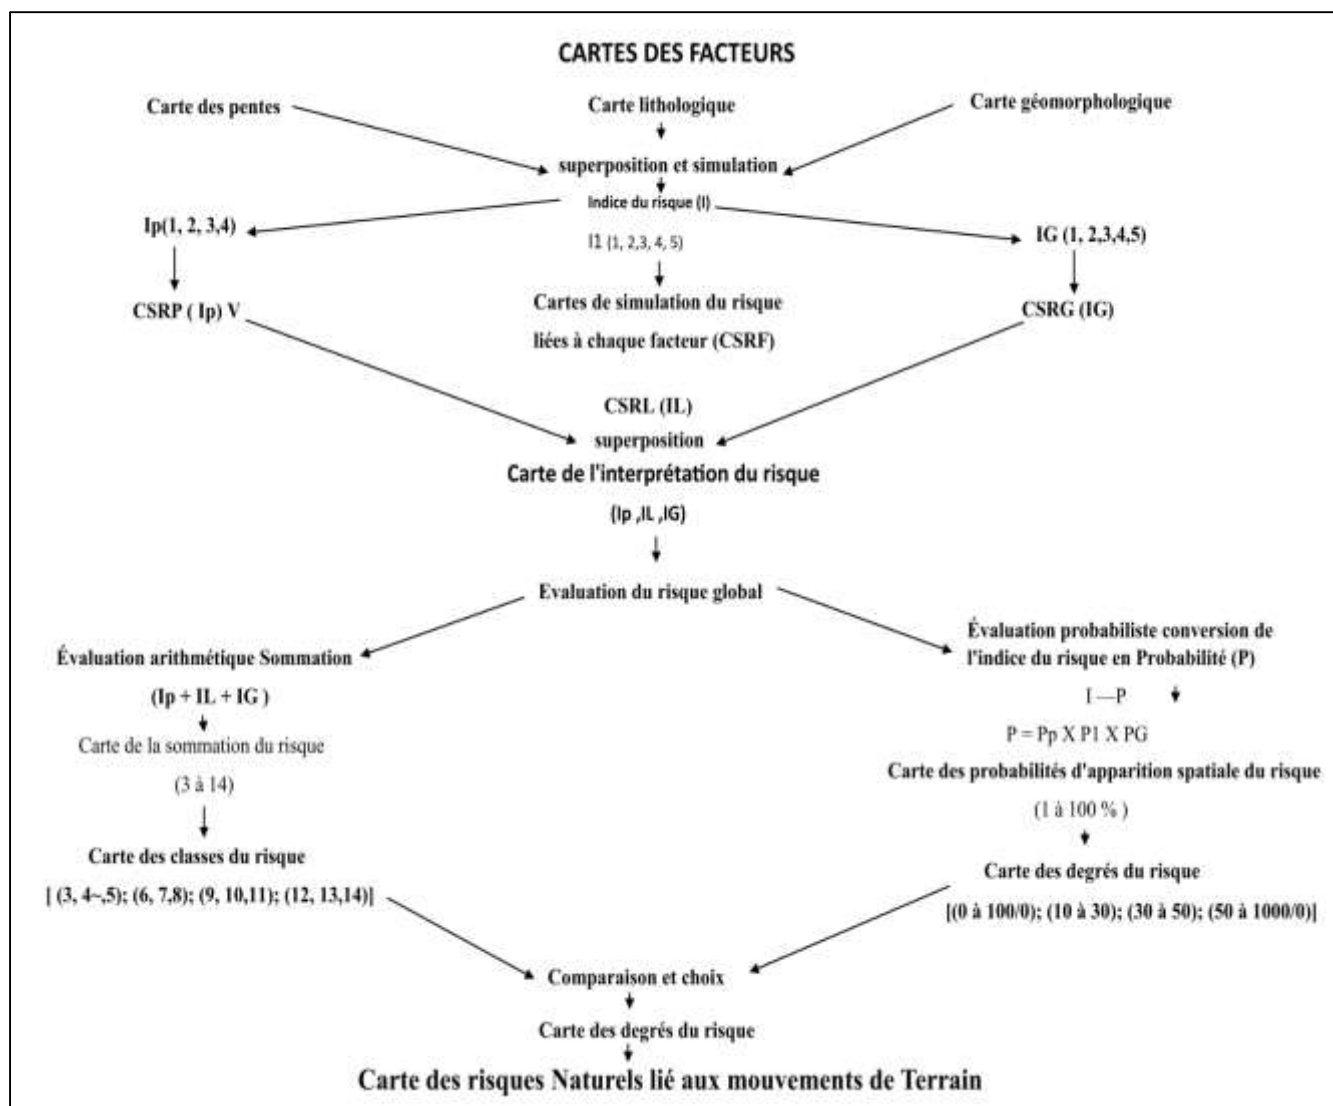 CARTES DES FACTEURS
Carte des pentes
Carte lithologique
Carte géomorphologique
superposition et simulation
Indice du risque (I)
Ip(1, 2, 3,4)
I1 (1, 2,3, 4, 5)
IG (1, 2,3,4,5)
CSRP ( Ip) V
Cartes de simulation du risque
liées à chaque facteur (CSRF)
CSRG (IG)
CSRL (IL)
superposition
Carte de l'interprétation du risque
(Ip ,IL ,IG)
Evaluation du risque global
Évaluation arithmétique Sommation
(Ip + IL + IG )
Carte de la sommation du risque
(3 à 14)
Carte des classes du risque
[ (3, 4~,5); (6, 7,8); (9, 10,11); (12, 13,14)]
Évaluation probabiliste conversion de
l'indice du risque en Probabilité (P)
I —P
P = Pp X P1 X PG
Carte des probabilités d'apparition spatiale du risque
(1 à 100 % )
Carte des degrés du risque
[(0 à 100/0); (10 à 30); (30 à 50); (50 à 1000/0)]
Comparaison et choix
Carte des degrés du risque
Carte des risques Naturels lié aux mouvements de Terrain